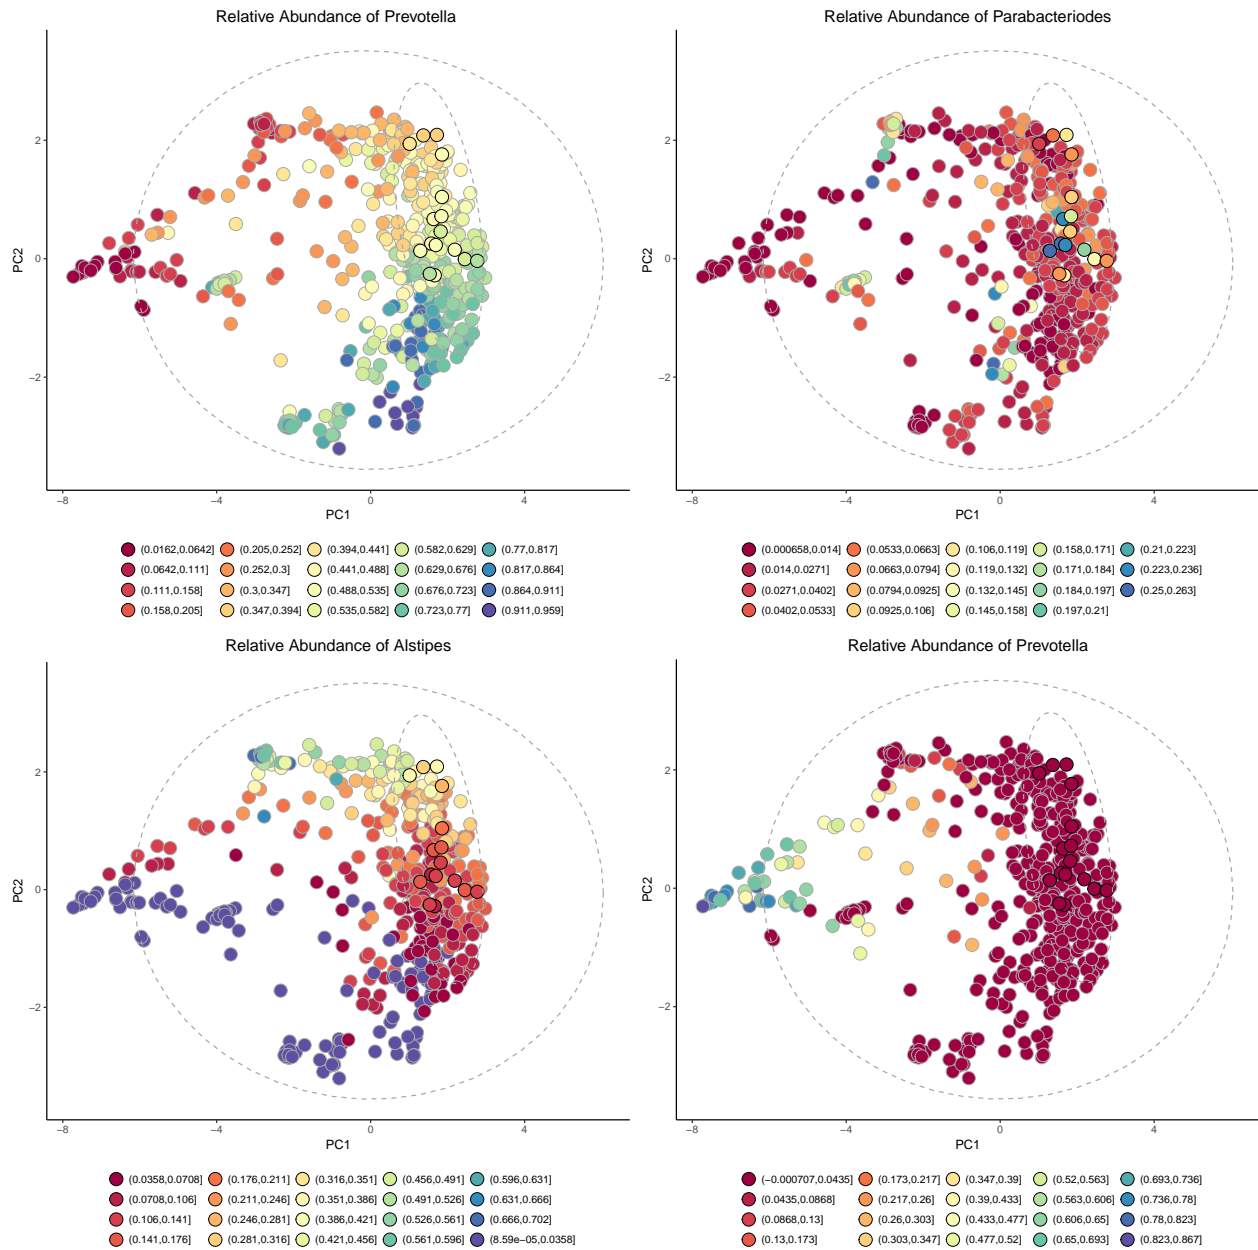 Relative Abundance of Prevotella
2
0
−2
PC2
−8
−4
0
4
PC1
(0.0162,0.0642] (0.205,0.252] (0.394,0.441] (0.582,0.629] (0.77,0.817]
(0.0642,0.111] (0.252,0.3] (0.441,0.488] (0.629,0.676] (0.817,0.864]
(0.111,0.158] (0.3,0.347] (0.488,0.535] (0.676,0.723] (0.864,0.911]
(0.158,0.205] (0.347,0.394] (0.535,0.582] (0.723,0.77] (0.911,0.959]
Relative Abundance of Parabacteriodes
2
0
−2
PC2
−8
−4
0
4
PC1
(0.000658,0.014] (0.0533,0.0663] (0.106,0.119] (0.158,0.171] (0.21,0.223]
(0.014,0.0271] (0.0663,0.0794] (0.119,0.132] (0.171,0.184] (0.223,0.236]
(0.0271,0.0402] (0.0794,0.0925] (0.132,0.145] (0.184,0.197] (0.25,0.263]
(0.0402,0.0533] (0.0925,0.106] (0.145,0.158] (0.197,0.21]
Relative Abundance of Alstipes
2
0
−2
PC2
−8
−4
0
4
PC1
(0.0358,0.0708] (0.176,0.211] (0.316,0.351] (0.456,0.491] (0.596,0.631]
(0.0708,0.106] (0.211,0.246] (0.351,0.386] (0.491,0.526] (0.631,0.666]
(0.106,0.141] (0.246,0.281] (0.386,0.421] (0.526,0.561] (0.666,0.702]
(0.141,0.176] (0.281,0.316] (0.421,0.456] (0.561,0.596] (8.59e−05,0.0358]
Relative Abundance of Prevotella
2
0
−2
PC2
−8
−4
0
4
PC1
(−0.000707,0.0435] (0.173,0.217] (0.347,0.39] (0.52,0.563] (0.693,0.736]
(0.0435,0.0868] (0.217,0.26] (0.39,0.433] (0.563,0.606] (0.736,0.78]
(0.0868,0.13] (0.26,0.303] (0.433,0.477] (0.606,0.65] (0.78,0.823]
(0.13,0.173] (0.303,0.347] (0.477,0.52] (0.65,0.693] (0.823,0.867]